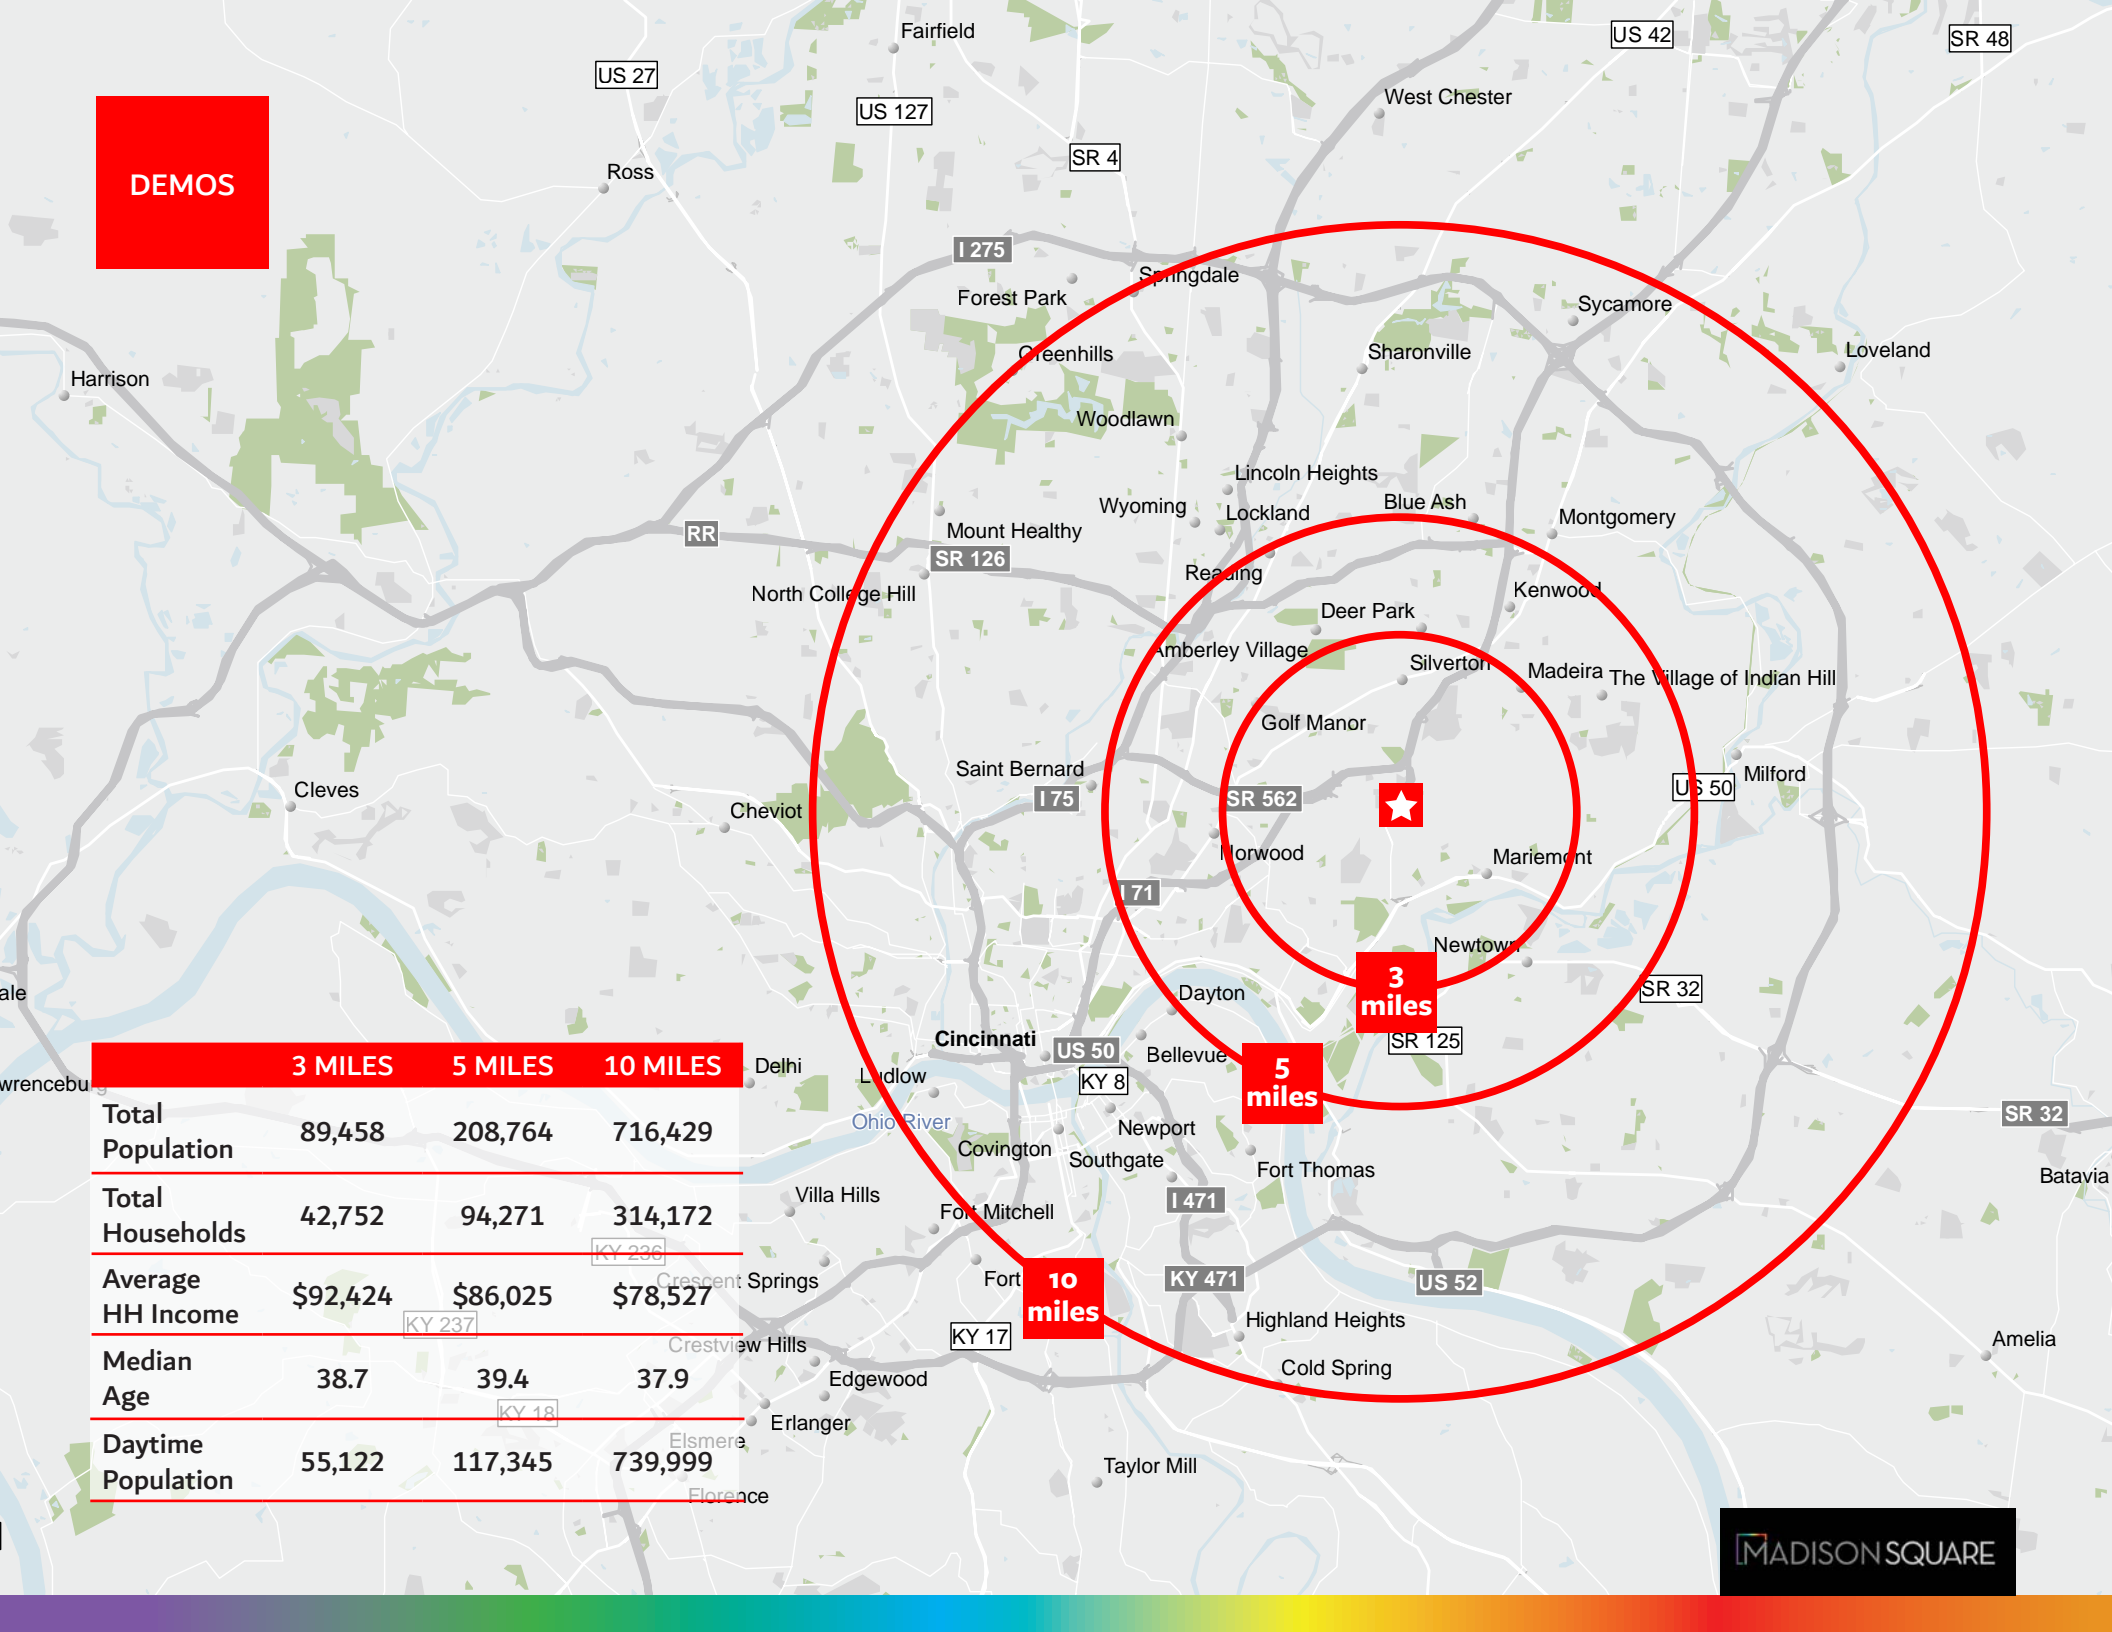 Fairfield
US 42
SR 48
US 27
West Chester
US 127
SR 4
DEMOS
Ross
I 275
Springdale
Forest Park
Sycamore
Greenhills
Sharonville
Loveland
Harrison
Woodlawn
Lincoln Heights
Wyoming
Lockland
Blue Ash
Montgomery
RR
Mount Healthy
SR 126
Reading
North College Hill
Kenwood
Deer Park
Amberley Village
Silverton
Madeira
The Village of Indian Hill
Golf Manor
Saint Bernard
Milford
Cleves
I 75
SR 562
US 50
Cheviot
Norwood
Mariemont
I 71
Newtown
3
miles
ale
Dayton
SR 32
Cincinnati
US 50
Bellevue
SR 125
Delhi
Ludlow
KY 8
5
miles
wrenceburg
Ohio River
Newport
SR 32
Covington
Southgate
Fort Thomas
Batavia
Villa Hills
I 471
Fort Mitchell
KY 236
Crescent Springs
Fort
10
miles
KY 471
US 52
KY 237
Highland Heights
KY 17
Crestview Hills
Amelia
Cold Spring
Edgewood
KY 18
Erlanger
Elsmere
Taylor Mill
Florence
3 MILES 5 MILES 10 MILES
Total
Population 89,458 208,764 716,429
Total
Households 42,752 94,271 314,172
Average
HH Income $92,424 $86,025 $78,527
Median
Age 38.7 39.4 37.9
Daytime
Population 55,122 117,345 739,999
MADISON SQUARE